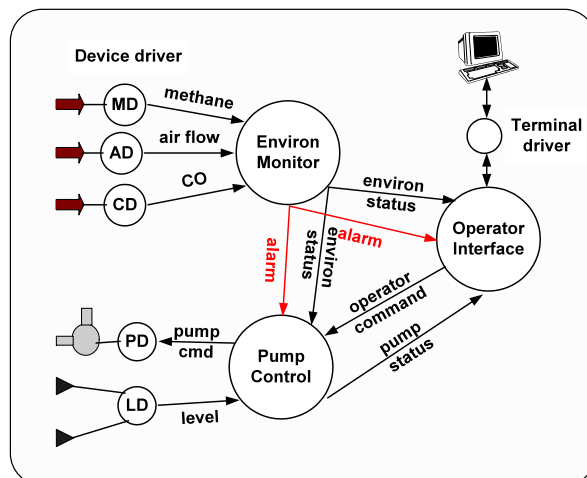 Device driver
MD
methane
AD
air flow
CD
CO
Environ
Monitor
Terminal
driver
environ
status
alarm
Operator
Interface
alarm
environ
status
operator
command
pump
status
PD
pump
cmd
Pump
Control
LD
level